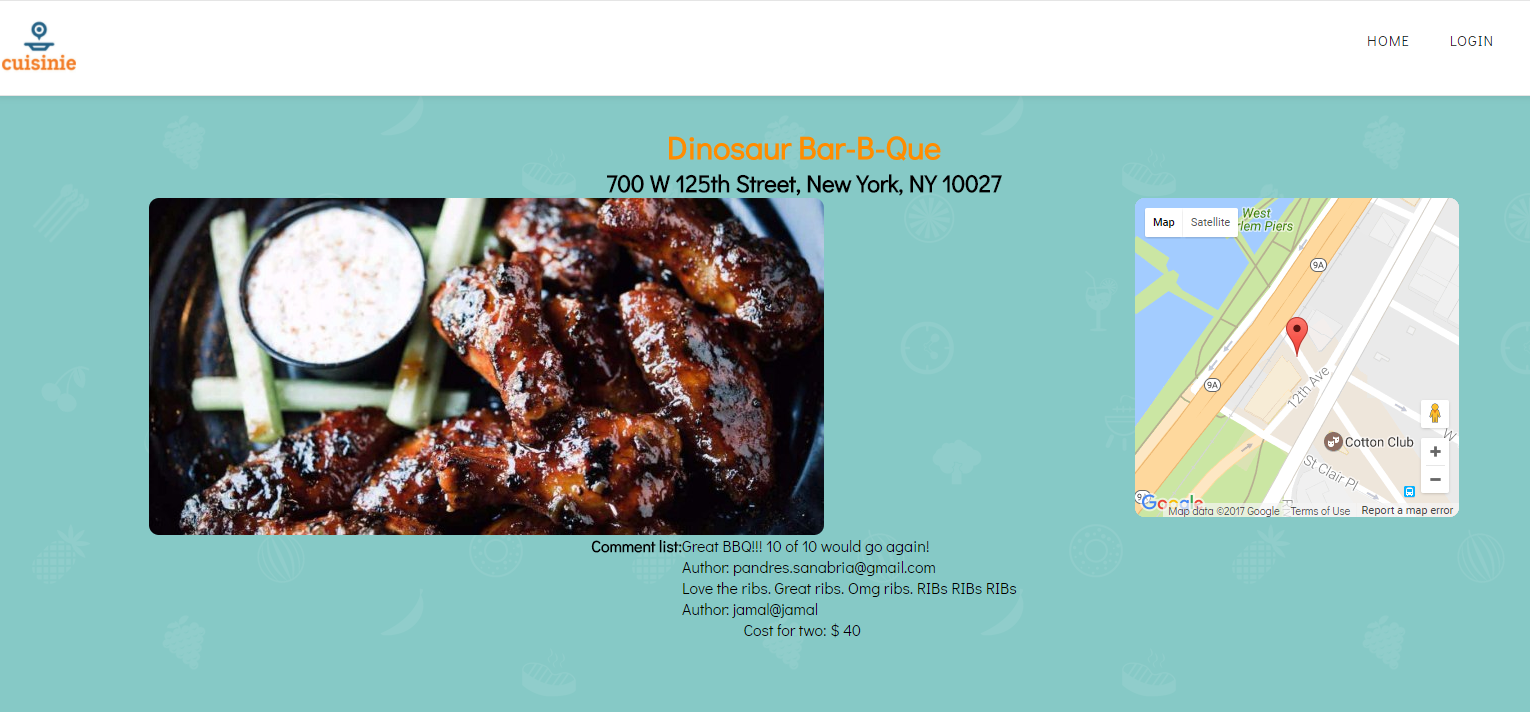 cuisinie
HOME
LOGIN
Dinosaur Bar-B-Que
700 W 125th Street, New York, NY 10027
Map
Satellite
West
rlem Piers
9A
9A
12th Ave
Cotton Club
W
St Clair Pl
+
−
Google
Map data ©2017 Google
Terms of Use
Report a map error
Comment list:Great BBQ!!! 10 of 10 would go again!
Author: pandres.sanabria@gmail.com
Love the ribs. Great ribs. Omg ribs. RIBs RIBs RIBs
Author: jamal@jamal
Cost for two: $ 40